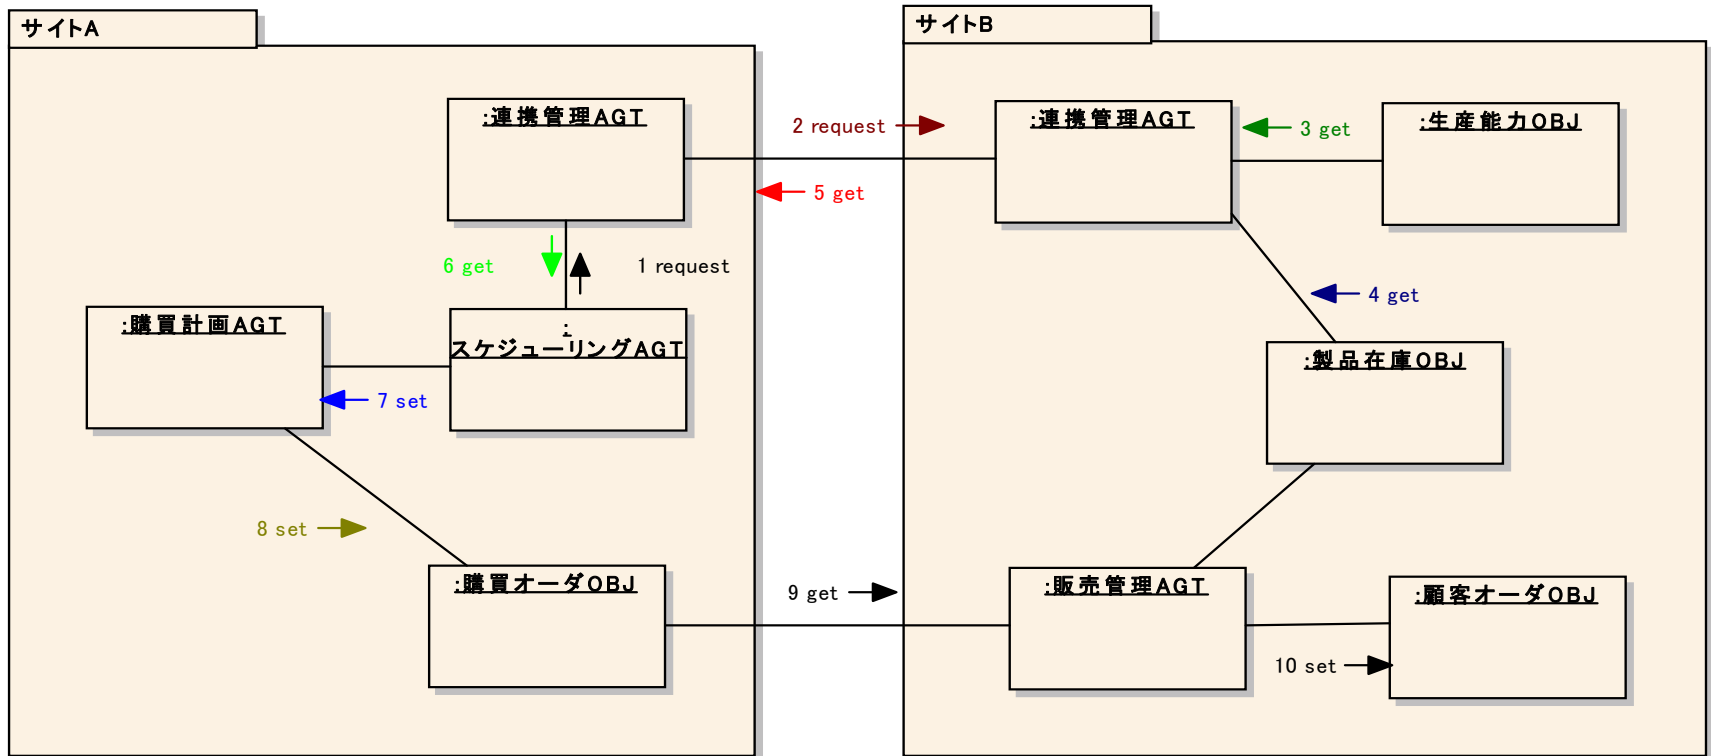 サイトA
サイトB
:連携管理AGT
2 request
:連携管理AGT
3 get
:生産能力OBJ
5 get
6 get
1 request
4 get
:購買計画AGT
:
スケジューリングAGT
7 set
:製品在庫OBJ
8 set
:購買オーダOBJ
9 get
:販売管理AGT
:顧客オーダOBJ
10 set